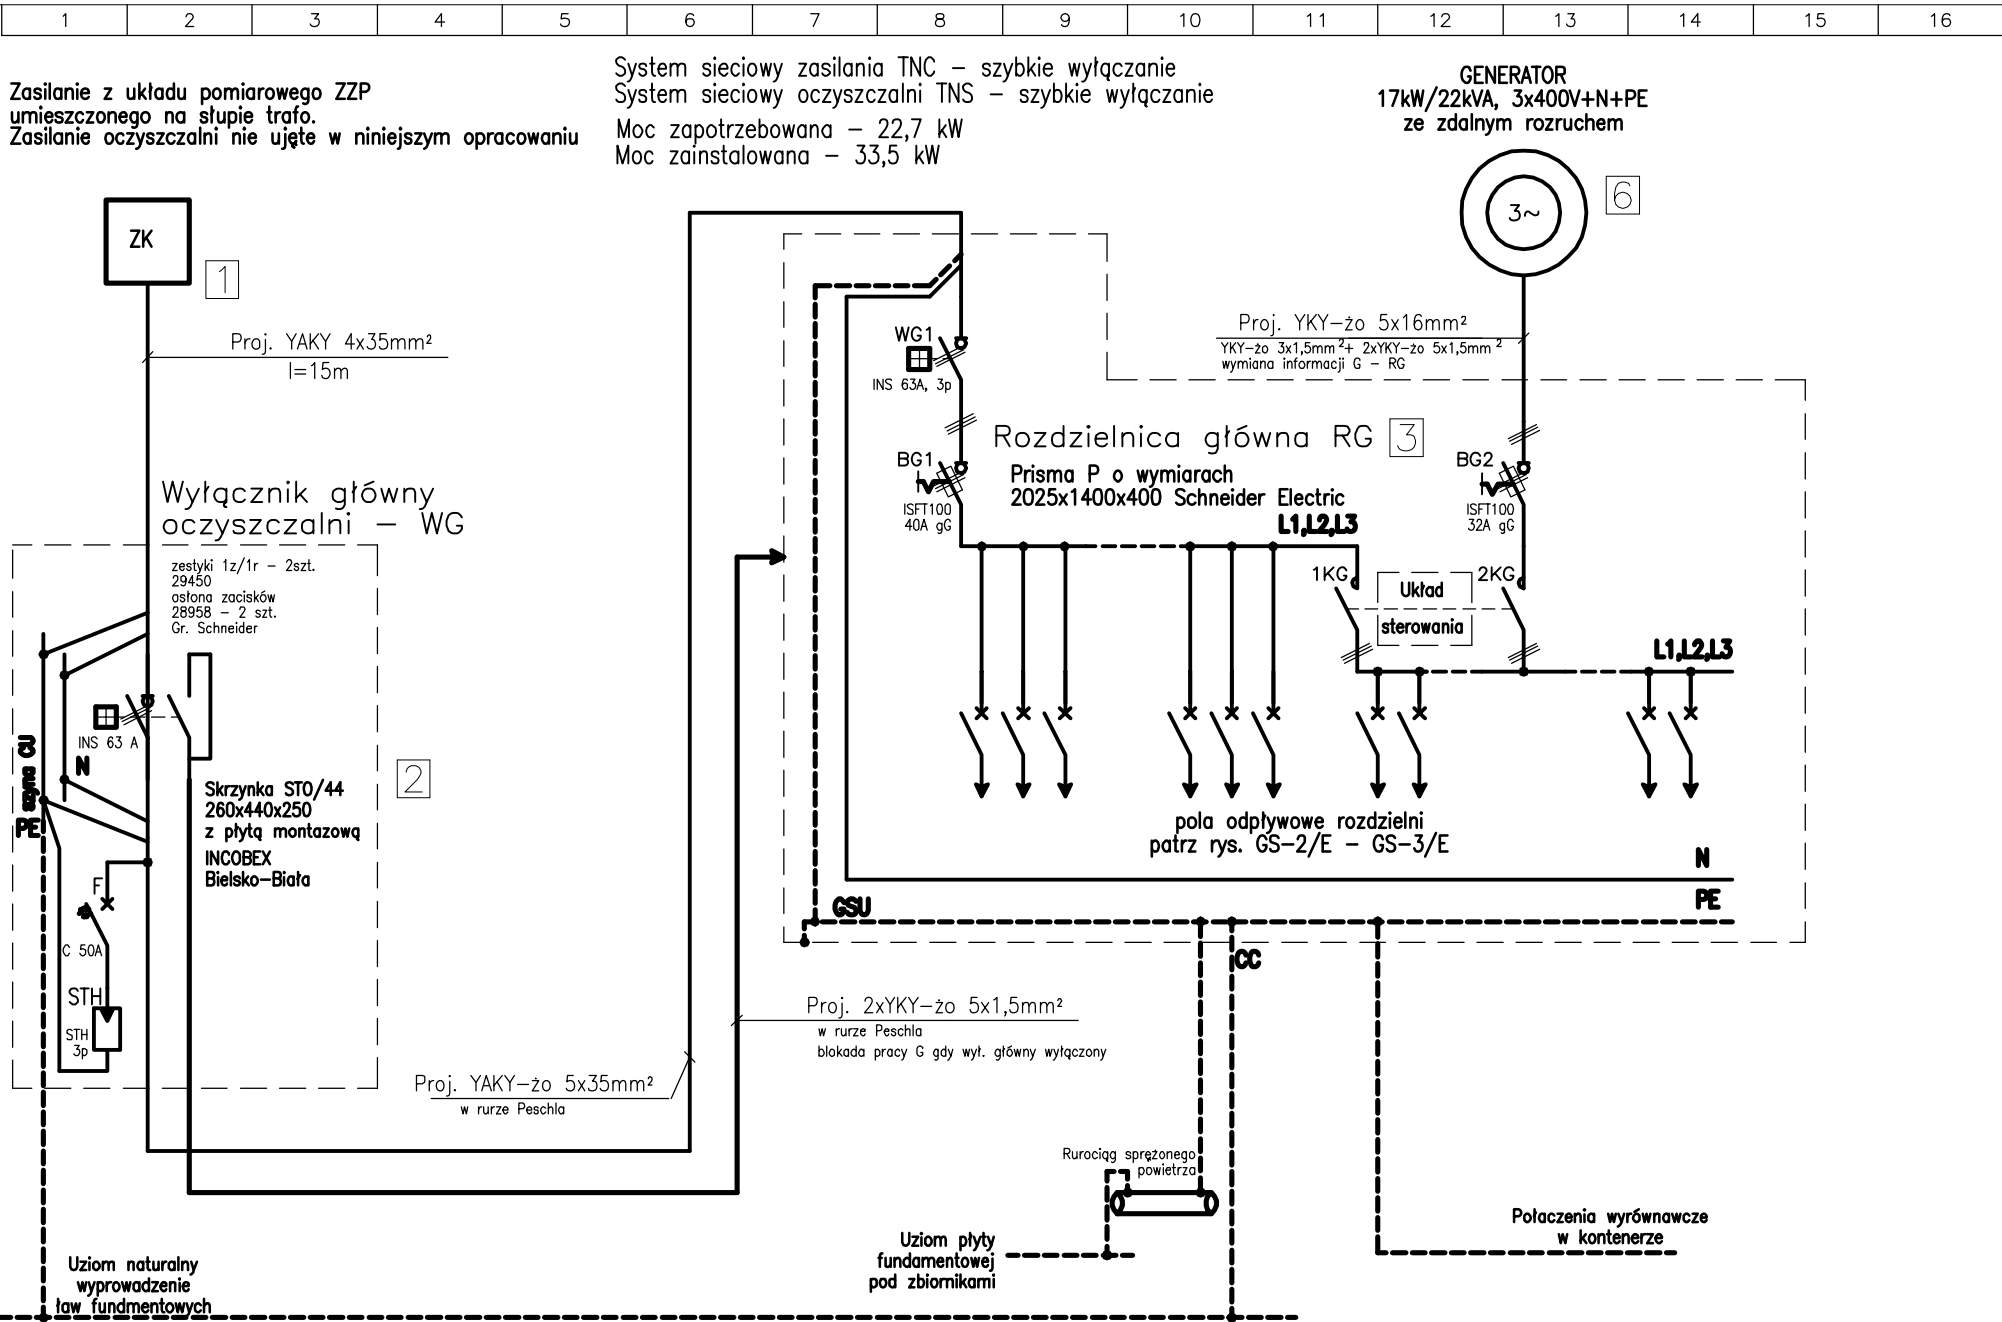 1 2 3 4 5 6 7 8 9 10 11 12 13 14 15 16
Zasilanie z układu pomiarowego ZZP
umieszczonego na słupie trafo.
Zasilanie oczyszczalni nie ujęte w niniejszym opracowaniu
System sieciowy zasilania TNC – szybkie wyłączanie
System sieciowy oczyszczalni TNS – szybkie wyłączanie
Moc zapotrzebowana – 22,7 kW
Moc zainstalowana – 33,5 kW
GENERATOR
17kW/22kVA, 3x400V+N+PE
ze zdalnym rozruchem
3~
6
ZK
1
Proj. YAKY 4x35mm²
l=15m
Wyłącznik główny
oczyszczalni – WG
zestyki 1z/1r – 2szt.
29450
osłona zacisków
28958 – 2 szt.
Gr. Schneider
INS 63 A
szyna CU
N
PE
2
Skrzynka STO/44
260x440x250
z płytą montazową
INCOBEX
Bielsko–Biała
F
C 50A
STH
STH
3p
WG1
INS 63A, 3p
BG1
ISFT100
40A gG
Rozdzielnica główna RG
3
Prisma P o wymiarach
2025x1400x400 Schneider Electric
L1,L2,L3
Proj. YKY–żo 5x16mm²
YKY–żo 3x1,5mm²+ 2xYKY–żo 5x1,5mm²
wymiana informacji G – RG
BG2
ISFT100
32A gG
1KG
Układ
sterowania
2KG
L1,L2,L3
pola odpływowe rozdzielni
patrz rys. GS–2/E – GS–3/E
N
PE
GSU
CC
Proj. 2xYKY–żo 5x1,5mm²
w rurze Peschla
blokada pracy G gdy wył. główny wyłączony
Proj. YAKY–żo 5x35mm²
w rurze Peschla
Rurociąg sprężonego
powietrza
Uziom płyty
fundamentowej
pod zbiornikami
Połaczenia wyrównawcze
w kontenerze
Uziom naturalny
wyprowadzenie
ław fundmentowych